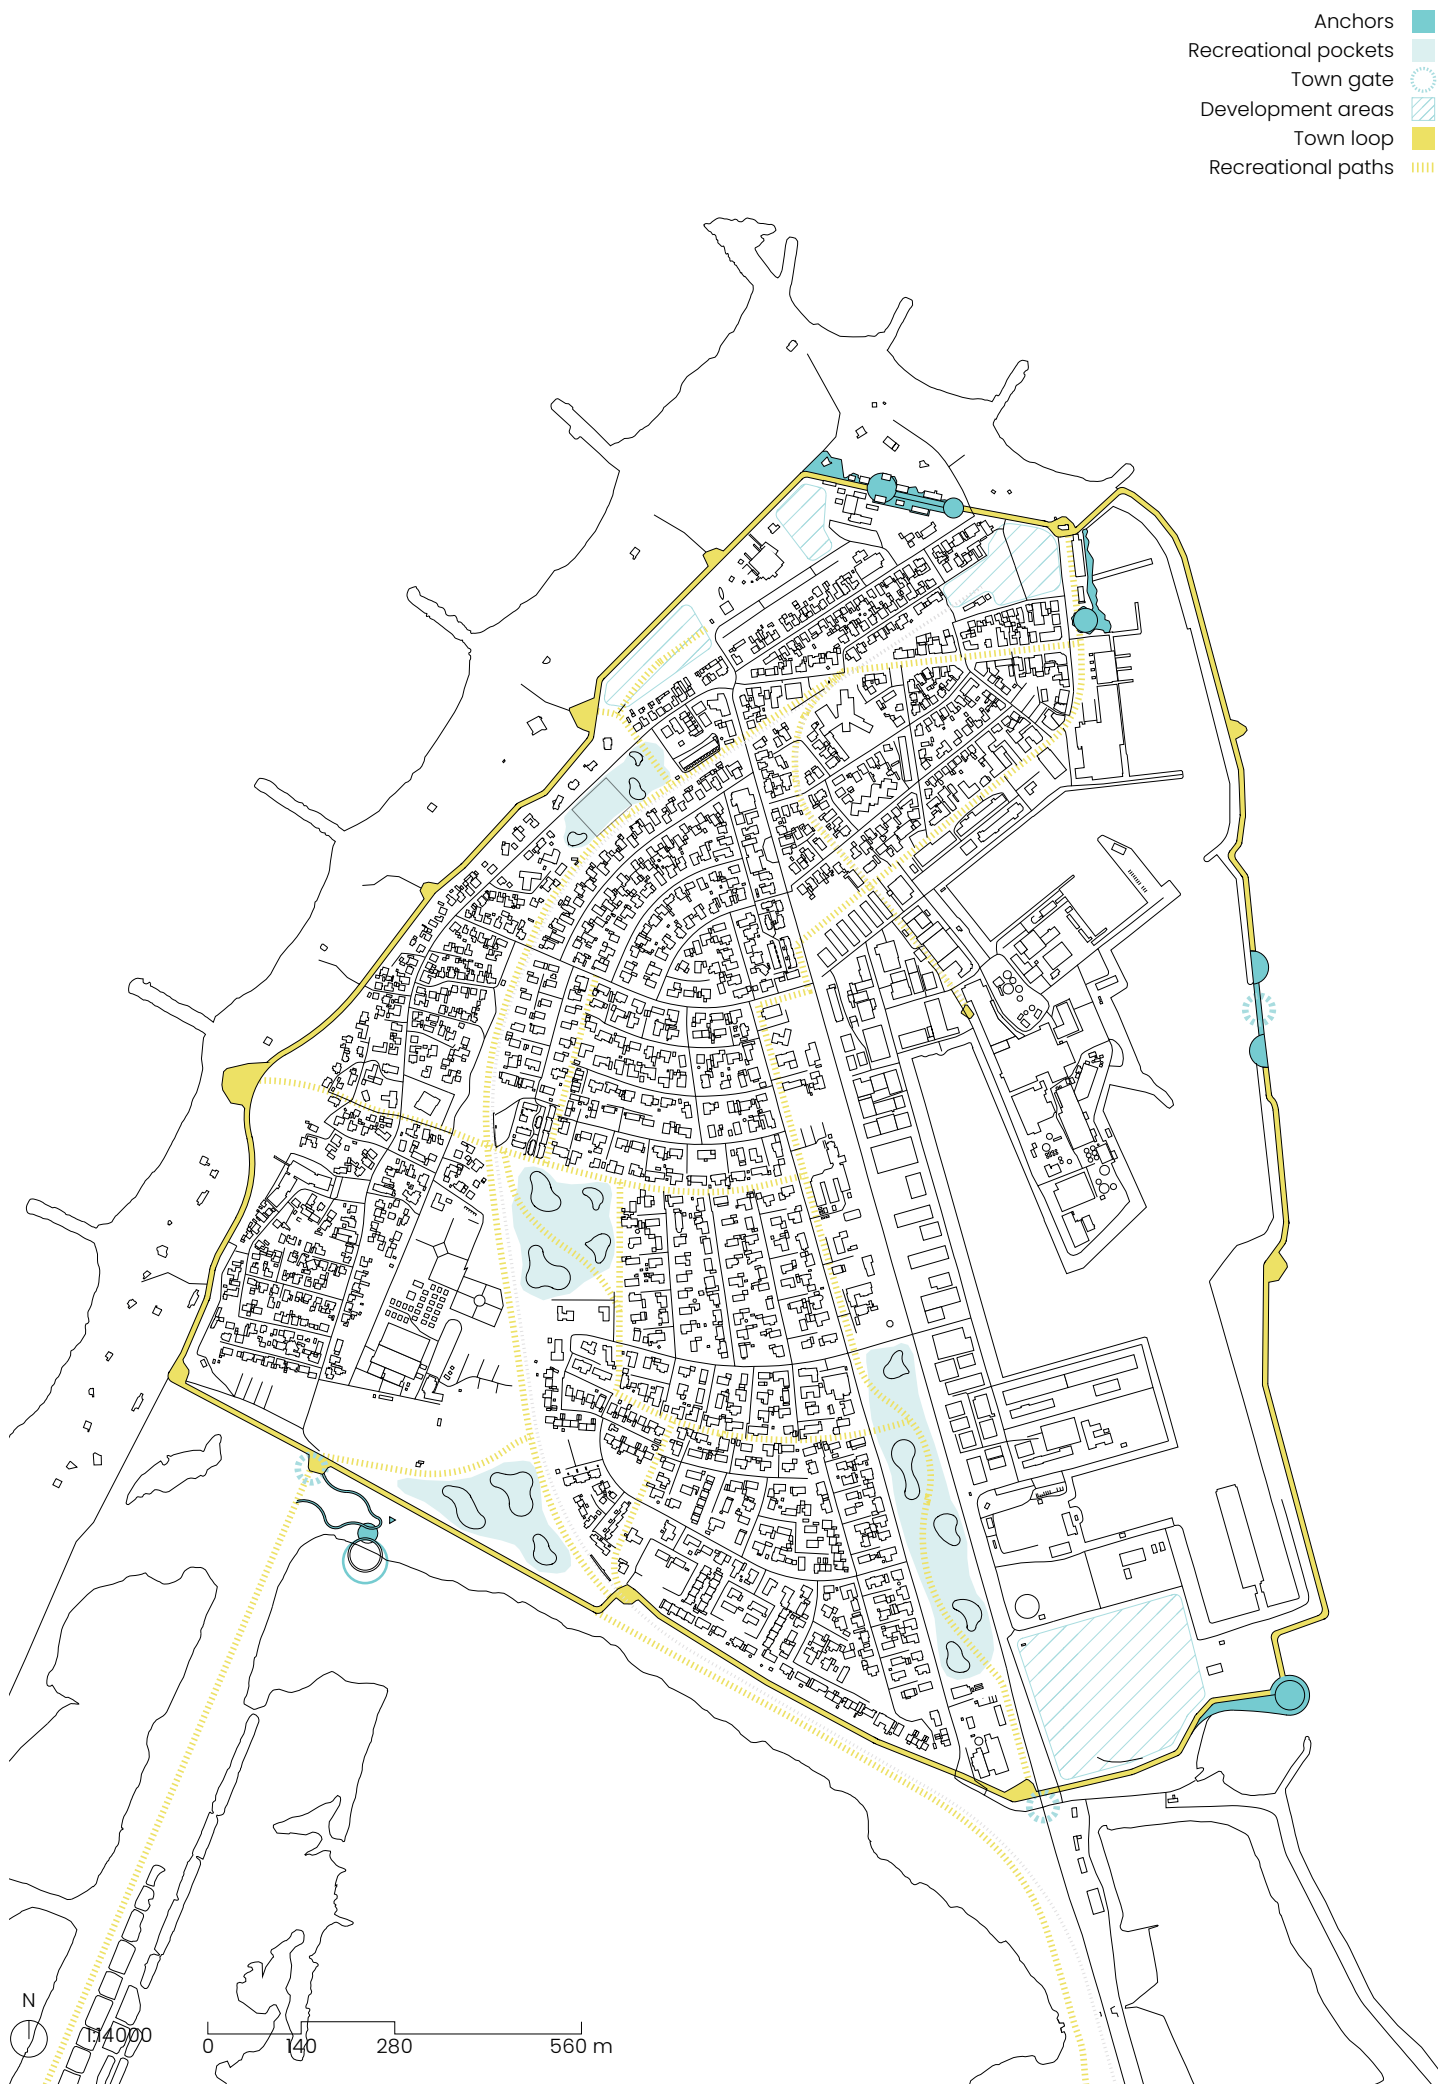 Anchors
Recreational pockets
Town gate
Development areas
Town loop
Recreational paths
N
1:14000
0 140 280 560 m